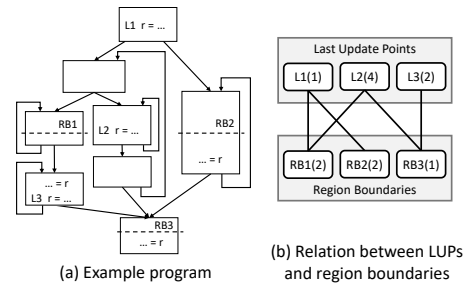 L1 r = ...
RB1
L2 r = ...
RB2
... = r
... = r
L3 r = ...
RB3
... = r
(a) Example program
Last Update Points
L1(1) L2(4) L3(2)
RB1(2) RB2(2) RB3(1)
Region Boundaries
(b) Relation between LUPs
and region boundaries